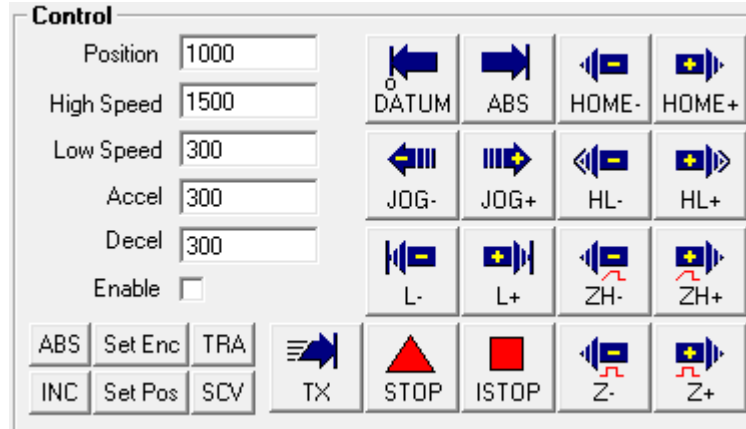 Control
Position 1000
High Speed 1500
Low Speed 300
Accel 300
Decel 300
Enable
O
DATUM ABS HOME- HOME+
JOG- JOG+ HL- HL+
L- L+ ZH- ZH+
ABS Set Enc TRA
INC Set Pos SCV
TX STOP ISTOP Z- Z+